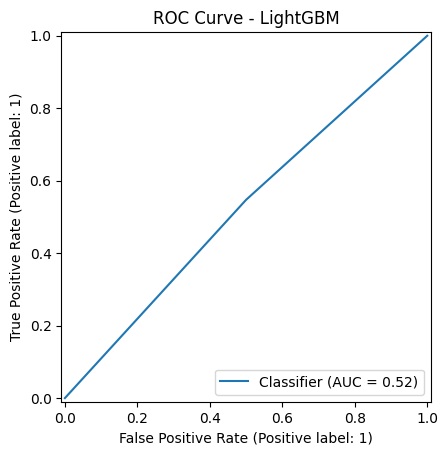 ROC Curve - LightGBM
True Positive Rate (Positive label: 1)
1.0
0.8
0.6
0.4
0.2
0.0
Classifier (AUC = 0.52)
0.0 0.2 0.4 0.6 0.8 1.0
False Positive Rate (Positive label: 1)